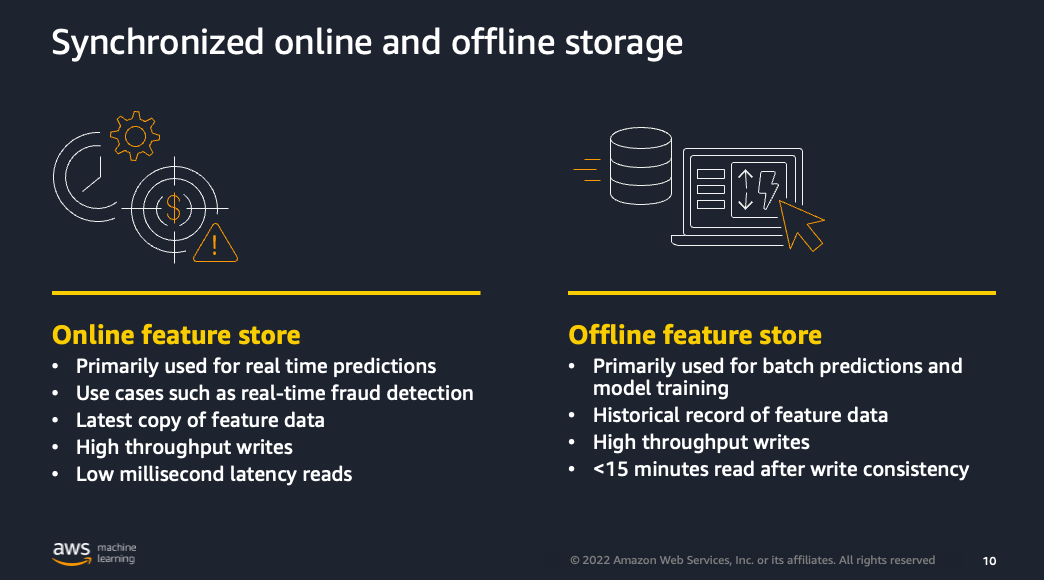 Synchronized online and offline storage
$
!
Online feature store
• Primarily used for real time predictions
• Use cases such as real-time fraud detection
• Latest copy of feature data
• High throughput writes
• Low millisecond latency reads
Offline feature store
• Primarily used for batch predictions and
model training
• Historical record of feature data
• High throughput writes
• <15 minutes read after write consistency
aws machine
learning
© 2022 Amazon Web Services, Inc. or its affiliates. All rights reserved
10